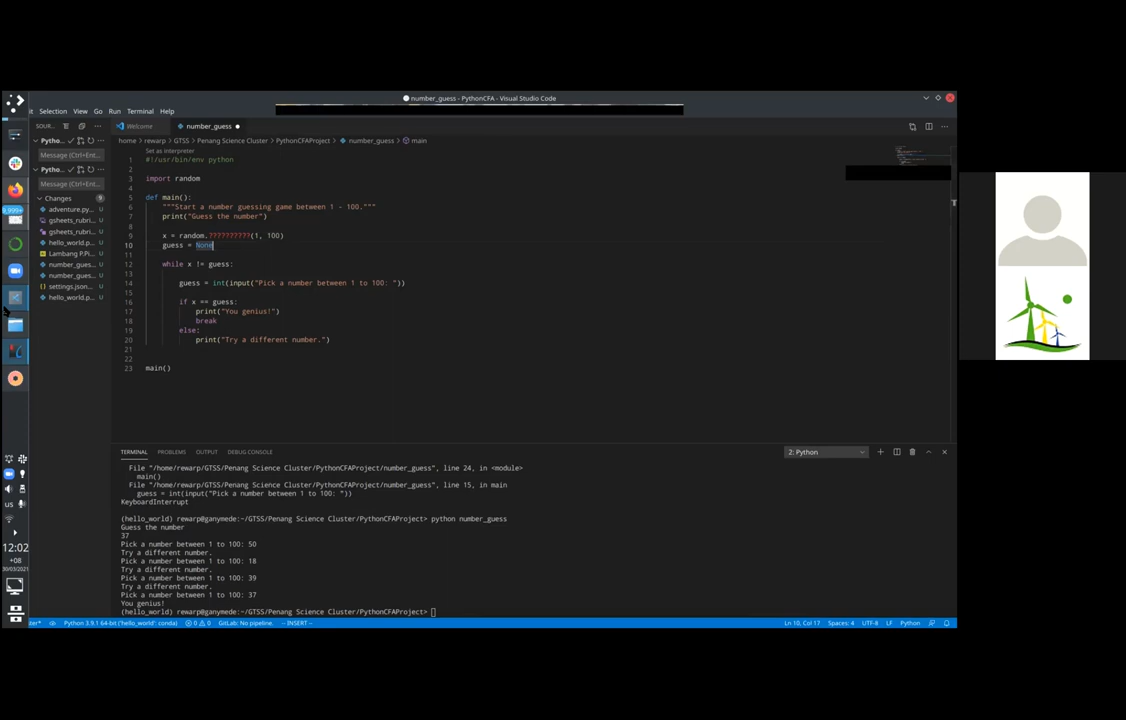 number_guess - PythonCFA - Visual Studio Code
it Selection View Go Run Terminal Help
SOUR...
Welcome
number_guess
home > rewarp > GTSS > Penang Science Cluster > PythonCFAProject > number_guess > main
Pytho...
Message (Ctrl+Ent...
Pytho...
Message (Ctrl+Ent...
Changes 9
adventure.py... U
gsheets_rubri... U
gsheets_rubri... U
hello_world.p... U
Lambang P.Pi... U
number_gues... U
number_gues... U
settings.json... U
hello_world.p... U
Set as interpreter
1 #!/usr/bin/env python
2
3 import random
4
5 def main():
6 """Start a number guessing game between 1 - 100."""
7 print("Guess the number")
8
9 x = random.??????????(1, 100)
10 guess = None
11
12 while x != guess:
13
14 guess = int(input("Pick a number between 1 to 100: "))
15
16 if x == guess:
17 print("You genius!")
18 break
19 else:
20 print("Try a different number.")
21
22
23 main()
TERMINAL PROBLEMS OUTPUT DEBUG CONSOLE
2: Python
File "/home/rewarp/GTSS/Penang Science Cluster/PythonCFAProject/number_guess", line 24, in <module>
main()
File "/home/rewarp/GTSS/Penang Science Cluster/PythonCFAProject/number_guess", line 15, in main
guess = int(input("Pick a number between 1 to 100: "))
KeyboardInterrupt
(hello_world) rewarp@ganymede:~/GTSS/Penang Science Cluster/PythonCFAProject> python number_guess
Guess the number
37
Pick a number between 1 to 100: 50
Try a different number.
Pick a number between 1 to 100: 18
Try a different number.
Pick a number between 1 to 100: 39
Try a different number.
Pick a number between 1 to 100: 37
You genius!
(hello_world) rewarp@ganymede:~/GTSS/Penang Science Cluster/PythonCFAProject>
us
12:02
+08
30/03/2021
ter* Python 3.9.1 64-bit ('hello_world': conda) 0 0 GitLab: No pipeline. -- INSERT -- Ln 10, Col 17 Spaces: 4 UTF-8 LF Python